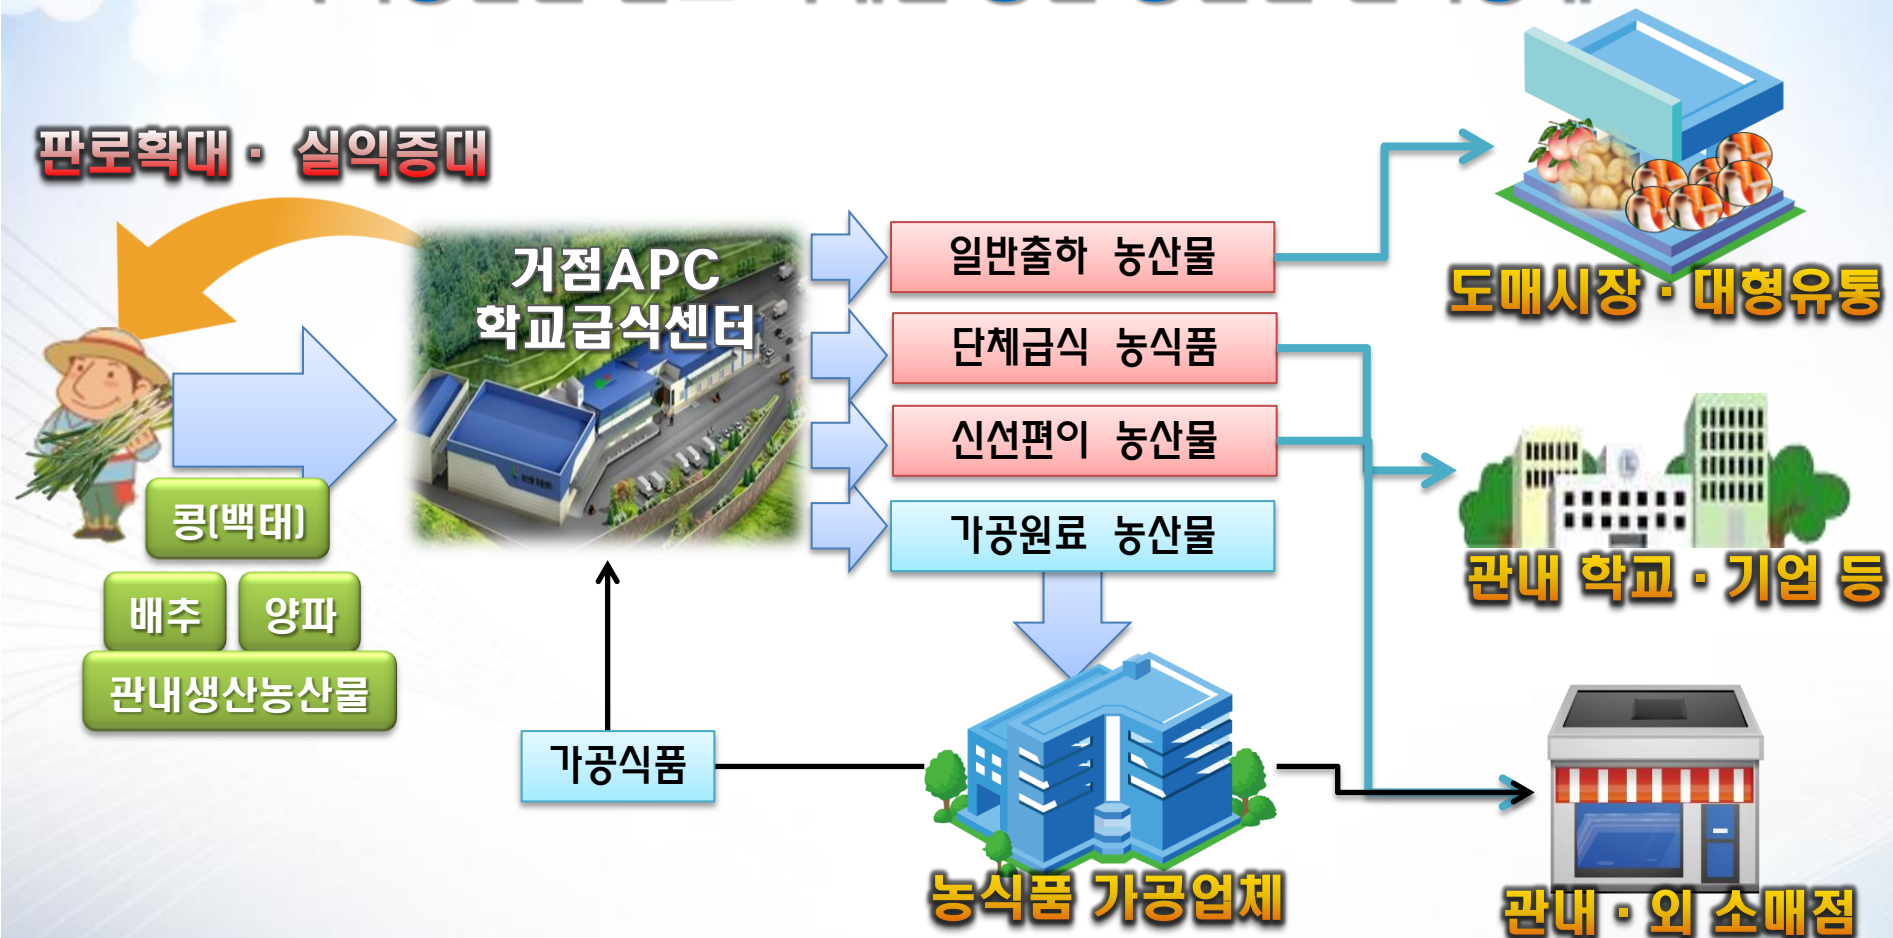 판로확대 · 실익증대
거점APC
학교급식센터
일반출하 농산물
단체급식 농식품
신선편이 농산물
가공원료 농산물
도매시장 · 대형유통
관내 학교 · 기업 등
콩(백태)
배추 양파
관내생산농산물
가공식품
농식품 가공업체
관내 · 외 소매점